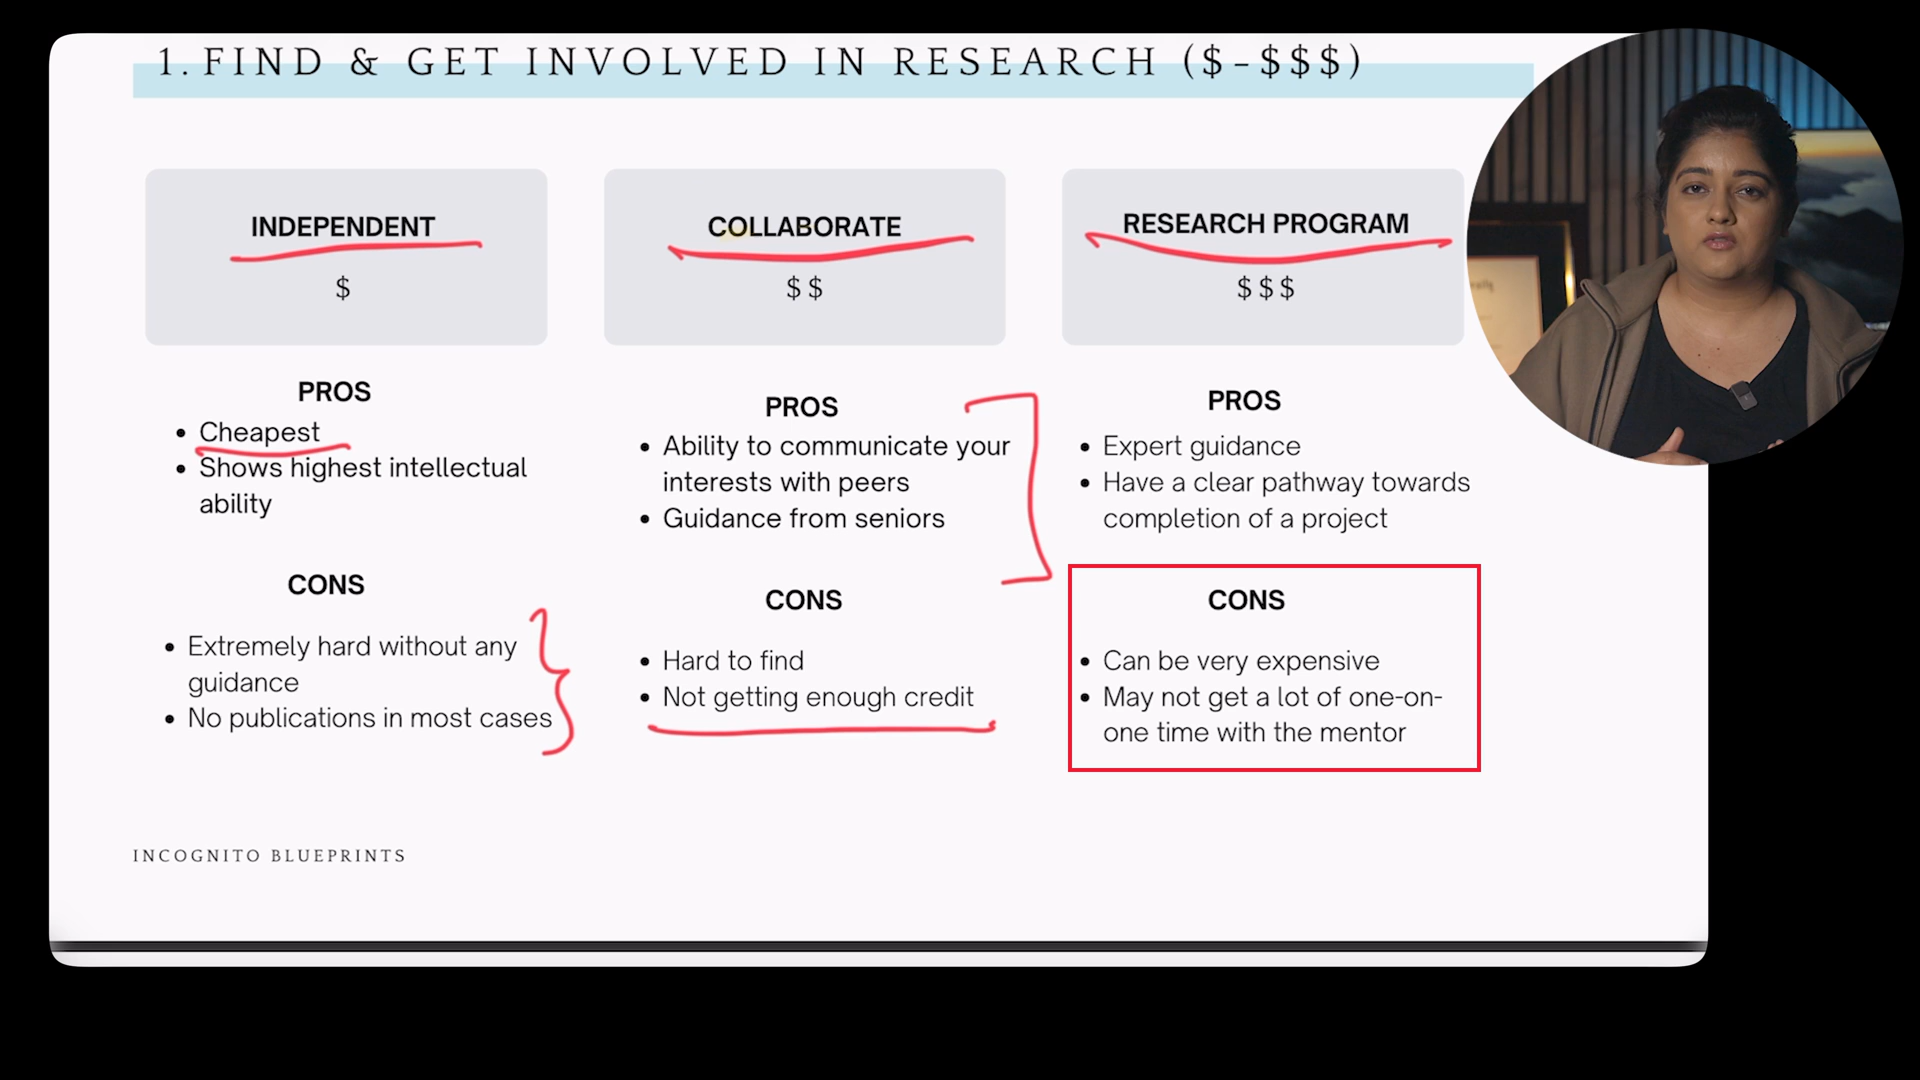 1. FIND & GET INVOLVED IN RESEARCH ($-$$$)
INDEPENDENT
$
PROS
• Cheapest
• Shows highest intellectual
ability
CONS
• Extremely hard without any
guidance
• No publications in most cases
COLLABORATE
$$
PROS
• Ability to communicate your
interests with peers
• Guidance from seniors
CONS
• Hard to find
• Not getting enough credit
RESEARCH PROGRAM
$$$
PROS
• Expert guidance
• Have a clear pathway towards
completion of a project
CONS
• Can be very expensive
• May not get a lot of one-on-
one time with the mentor
INCOGNITO BLUEPRINTS